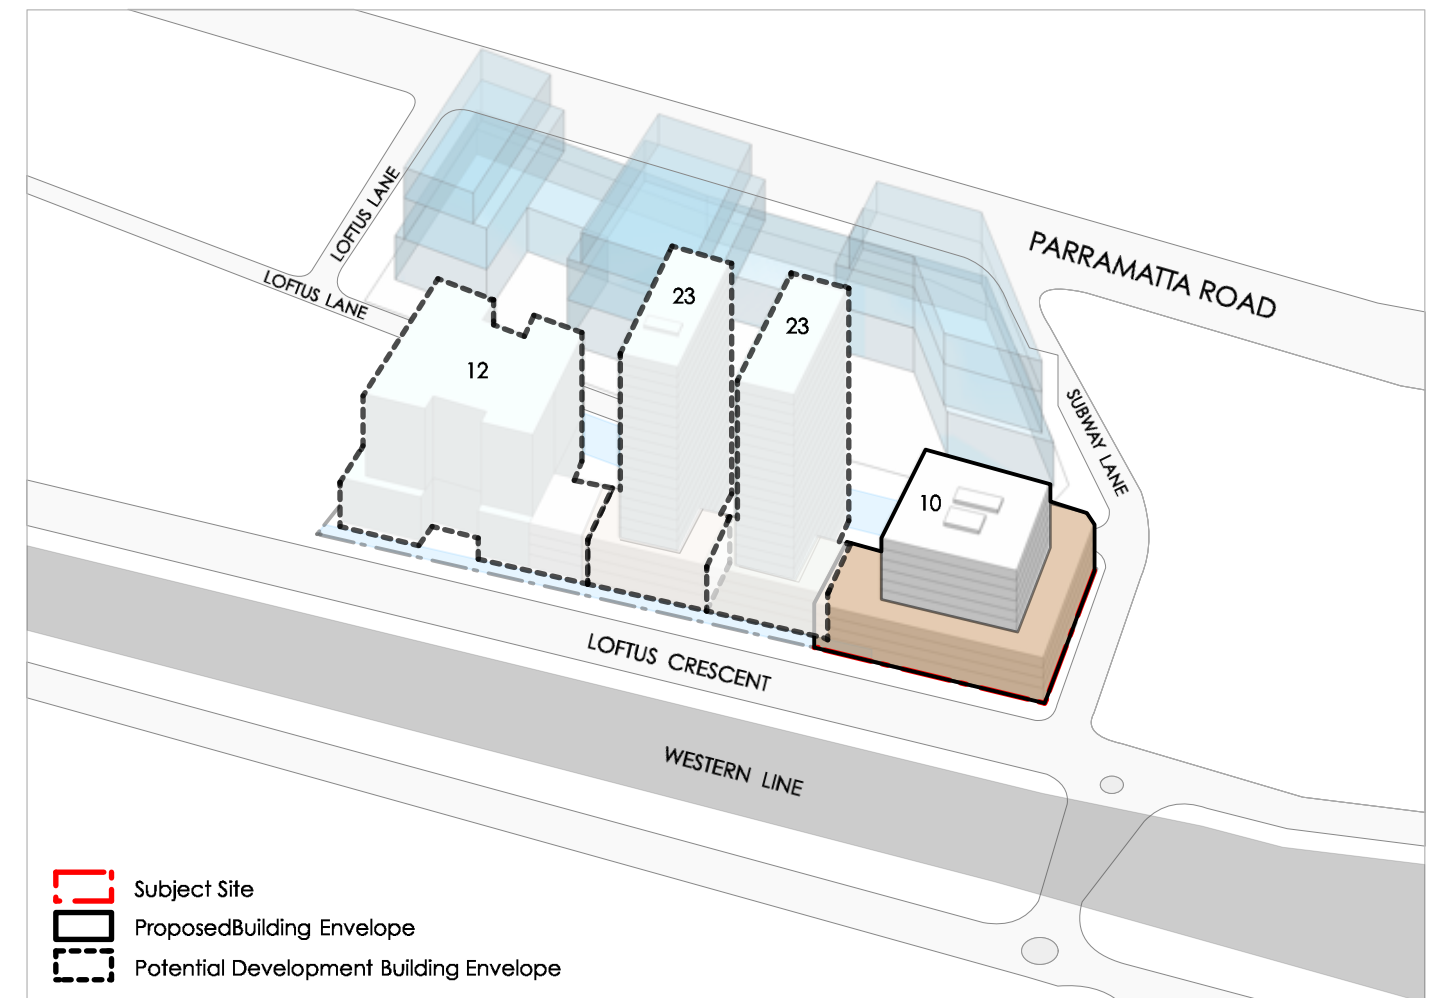 LOFTUS LANE
LOFTUS LANE
PARRAMATTA ROAD
23
23
12
SUBWAY LANE
10
LOFTUS CRESCENT
WESTERN LINE
Subject Site
ProposedBuilding Envelope
Potential Development Building Envelope